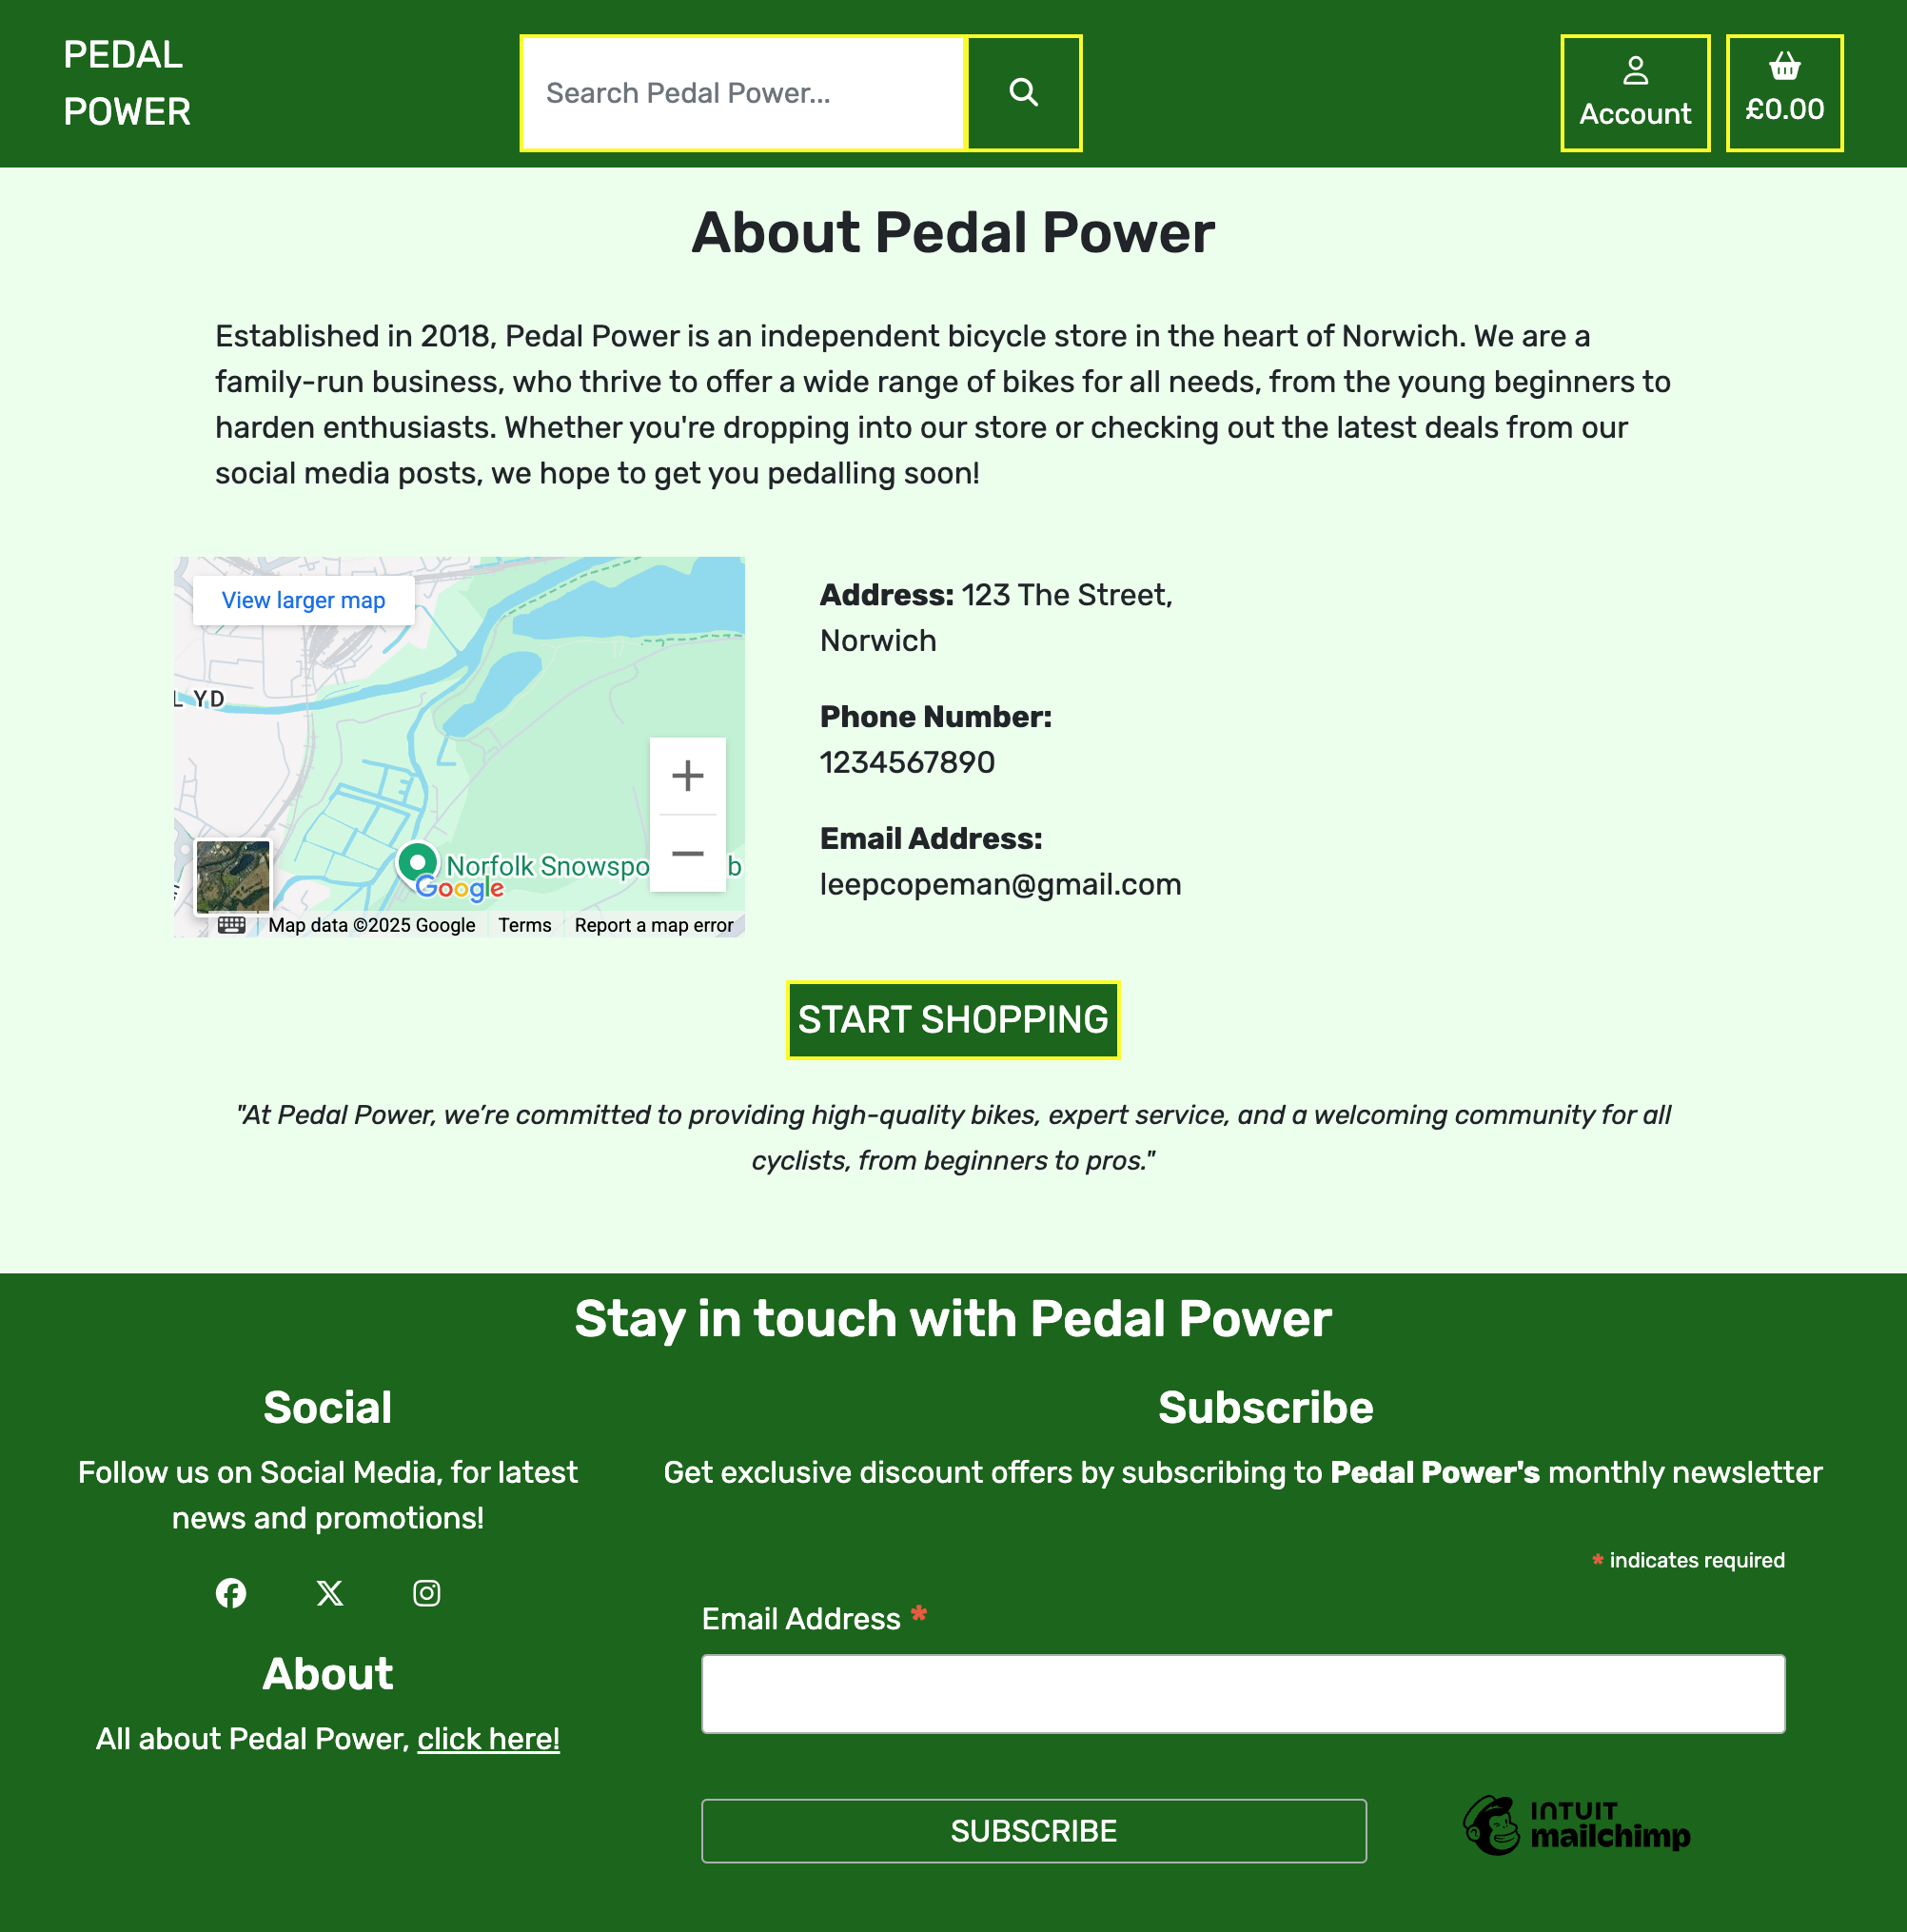 PEDAL
POWER
Search Pedal Power...
Account
£0.00
About Pedal Power
Established in 2018, Pedal Power is an independent bicycle store in the heart of Norwich. We are a
family-run business, who thrive to offer a wide range of bikes for all needs, from the young beginners to
harden enthusiasts. Whether you're dropping into our store or checking out the latest deals from our
social media posts, we hope to get you pedalling soon!
View larger map
L YD
Norfolk Snowspo b
Google
Map data ©2025 Google Terms Report a map error
Address: 123 The Street,
Norwich
Phone Number:
1234567890
Email Address:
leepcopeman@gmail.com
START SHOPPING
"At Pedal Power, we’re committed to providing high-quality bikes, expert service, and a welcoming community for all
cyclists, from beginners to pros."
Stay in touch with Pedal Power
Social
Follow us on Social Media, for latest
news and promotions!
About
All about Pedal Power, click here!
Subscribe
Get exclusive discount offers by subscribing to Pedal Power's monthly newsletter
* indicates required
Email Address *
SUBSCRIBE
INTUIT
mailchimp